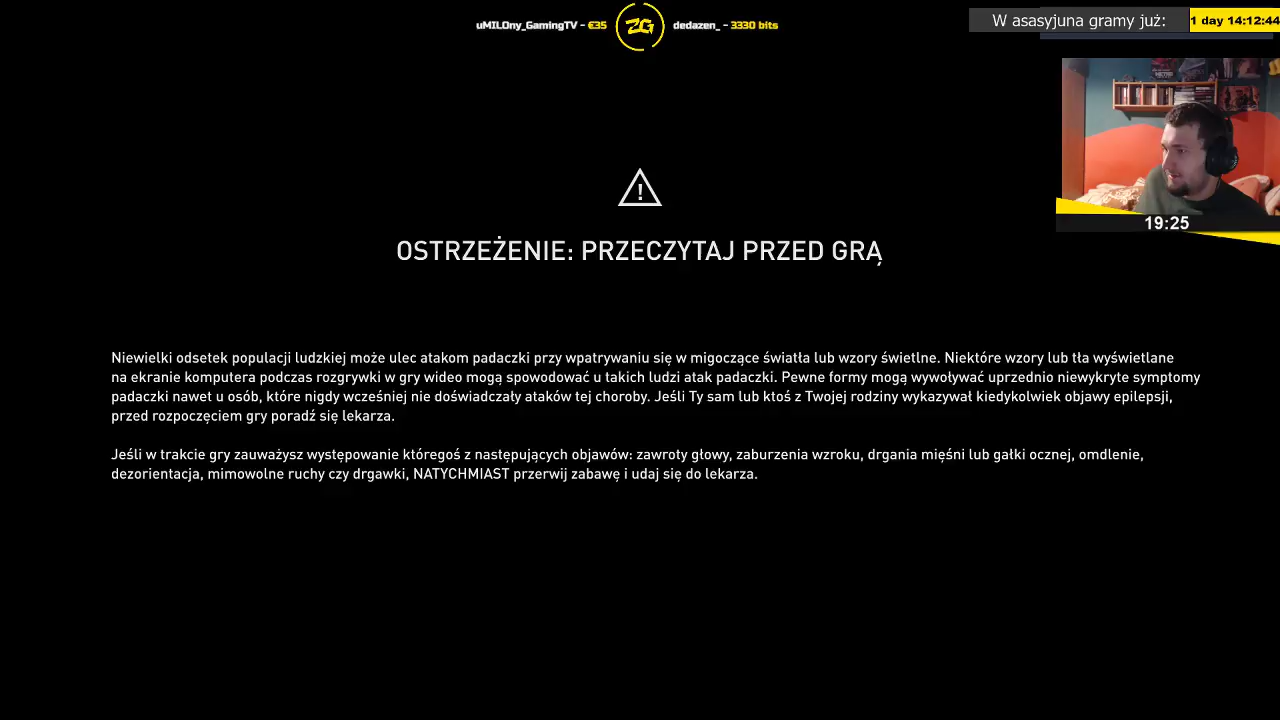 uMILOny_GamingTV - €35
ZG
dedazen_ - 3330 bits
W asasyjuna gramy już: 1 day 14:12:44
19:25
OSTRZEŻENIE: PRZECZYTAJ PRZED GRĄ
Niewielki odsetek populacji ludzkiej może ulec atakom padaczki przy wpatrywaniu się w migoczące światła lub wzory świetlne. Niektóre wzory lub tła wyświetlane
na ekranie komputera podczas rozgrywki w gry wideo mogą spowodować u takich ludzi atak padaczki. Pewne formy mogą wywoływać uprzednio niewykryte symptomy
padaczki nawet u osób, które nigdy wcześniej nie doświadczały ataków tej choroby. Jeśli Ty sam lub ktoś z Twojej rodziny wykazywał kiedykolwiek objawy epilepsji,
przed rozpoczęciem gry poradź się lekarza.
Jeśli w trakcie gry zauważysz występowanie któregoś z następujących objawów: zawroty głowy, zaburzenia wzroku, drgania mięśni lub gałki ocznej, omdlenie,
dezorientacja, mimowolne ruchy czy drgawki, NATYCHMIAST przerwij zabawę i udaj się do lekarza.